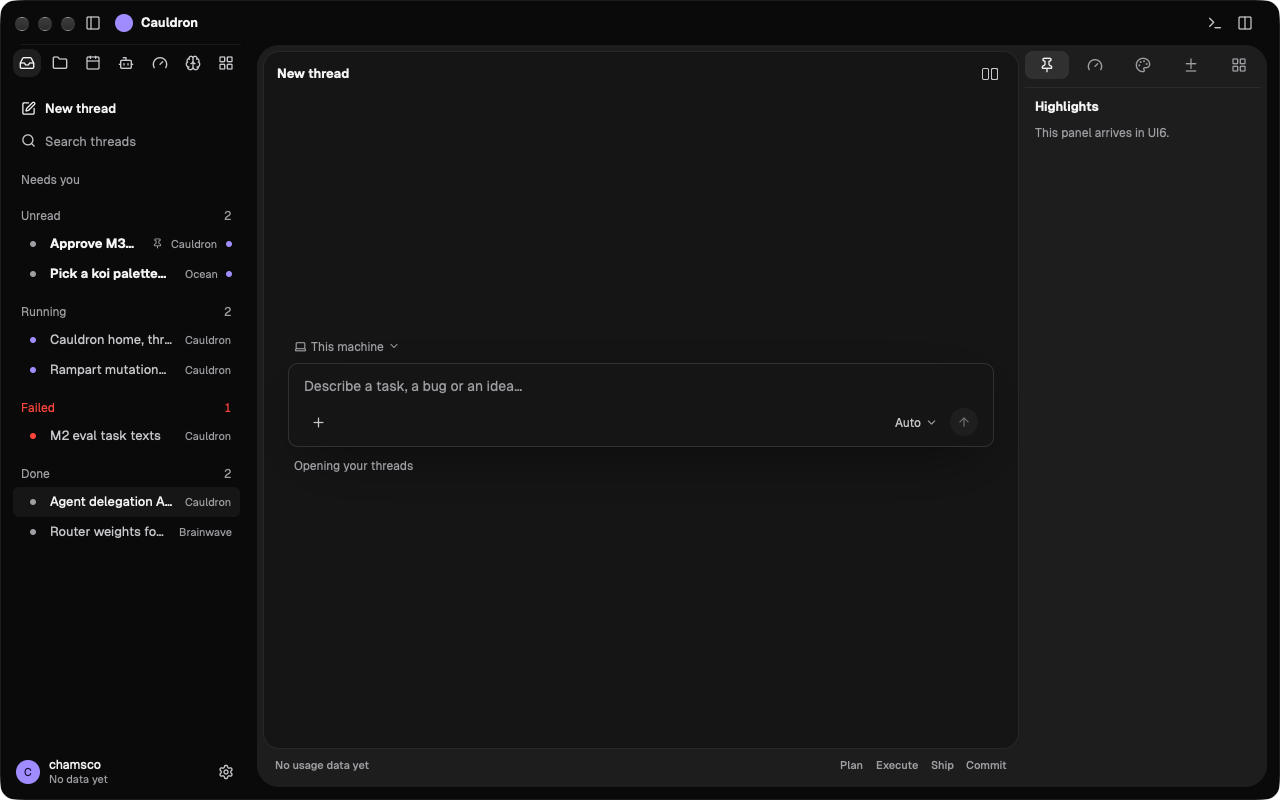 Cauldron
New thread
Search threads
Needs you
Unread 2
Approve M3… Cauldron
Pick a koi palette… Ocean
Running 2
Cauldron home, thr… Cauldron
Rampart mutation… Cauldron
Failed 1
M2 eval task texts Cauldron
Done 2
Agent delegation A… Cauldron
Router weights fo… Brainwave
C
chamsco
No data yet
New thread
This machine
Describe a task, a bug or an idea…
Auto
Opening your threads
No usage data yet
Plan Execute Ship Commit
Highlights
This panel arrives in UI6.